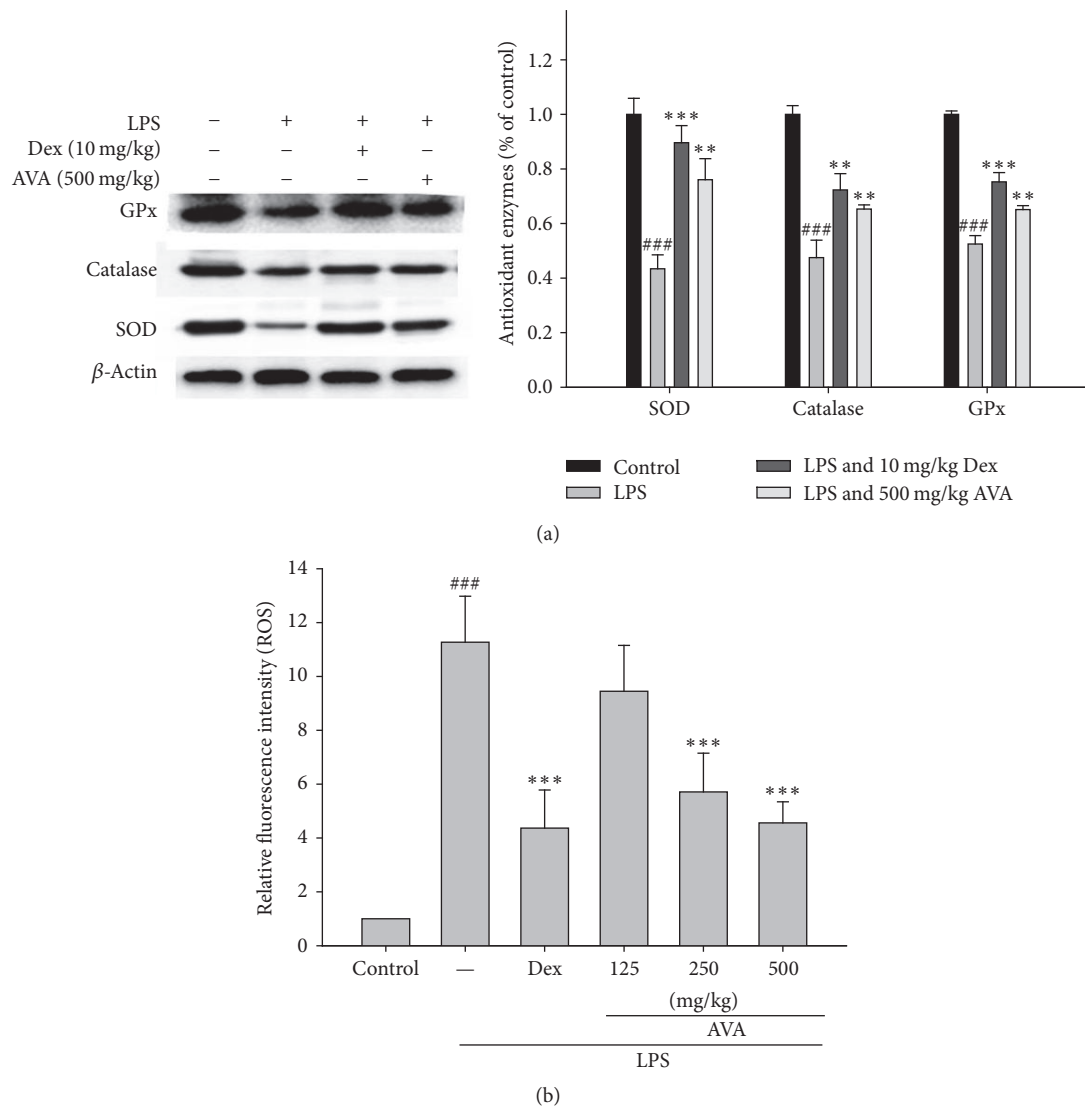 LPS − + + +
Dex (10 mg/kg) − − + −
AVA (500 mg/kg) − − − +
GPx
Catalase
SOD
β-Actin
Antioxidant enzymes (% of control)
1.2
1.0
0.8
0.6
0.4
0.2
0.0
### *** **
### ** **
### *** **
SOD Catalase GPx
Control LPS and 10 mg/kg Dex
LPS LPS and 500 mg/kg AVA
(a)
Relative fluorescence intensity (ROS)
14
12
10
8
6
4
2
0
###
***
***
***
Control — Dex 125 250 500
(mg/kg)
AVA
LPS
(b)